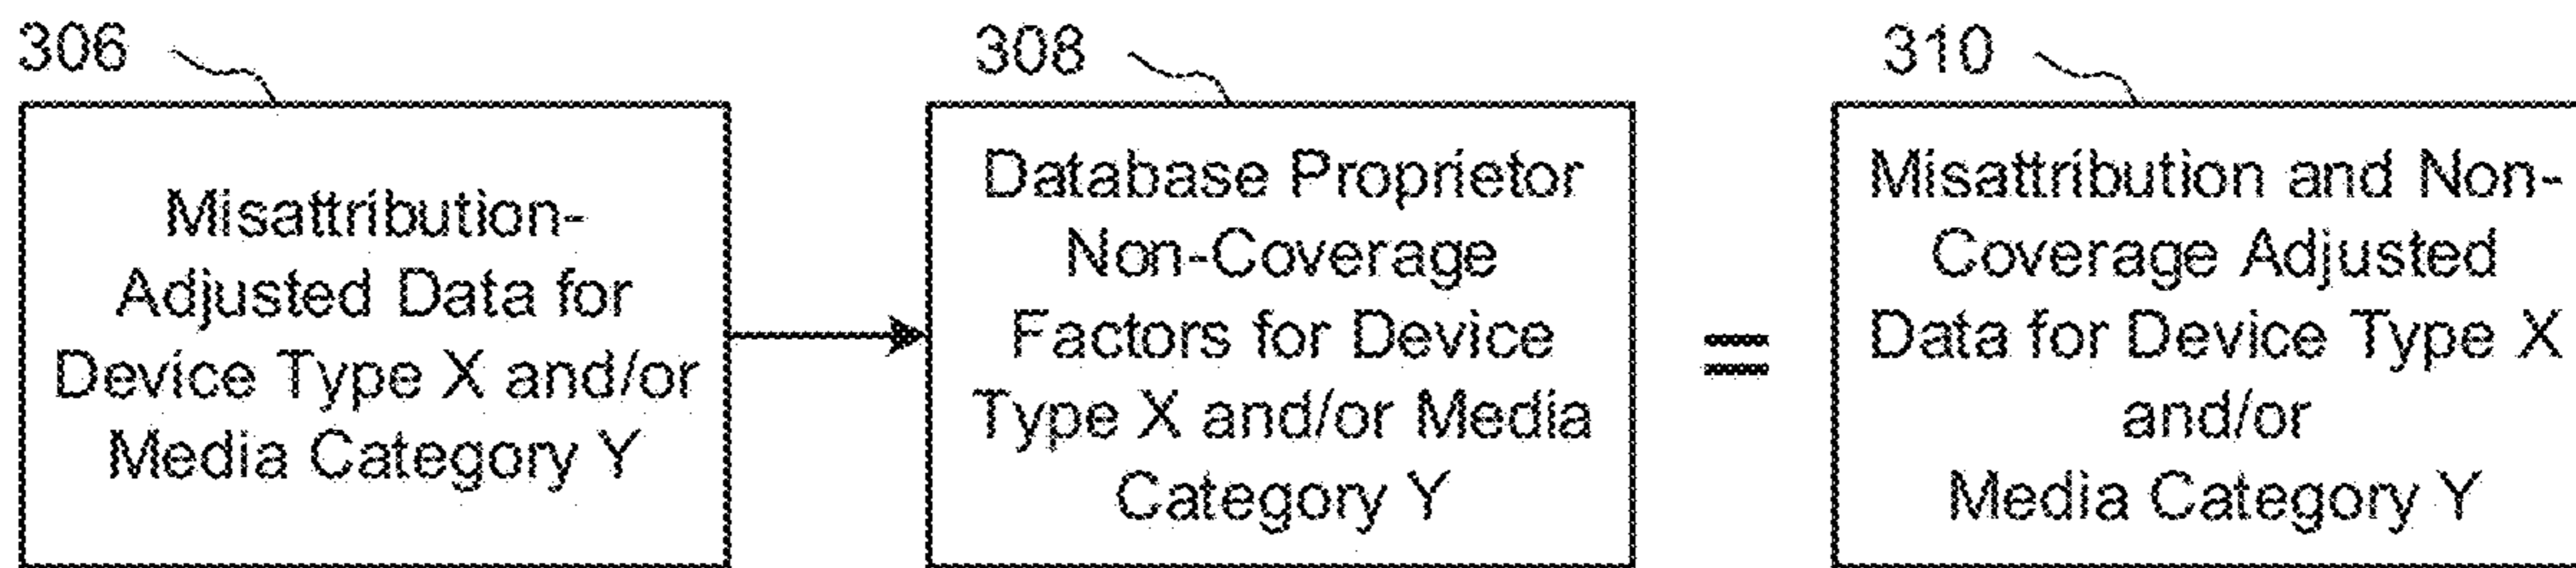 306
308
310
Misattribution-
Adjusted Data for
Device Type X and/or
Media Category Y
Database Proprietor
Non-Coverage
Factors for Device
Type X and/or Media
Category Y
=
Misattribution and Non-
Coverage Adjusted
Data for Device Type X
and/or
Media Category Y